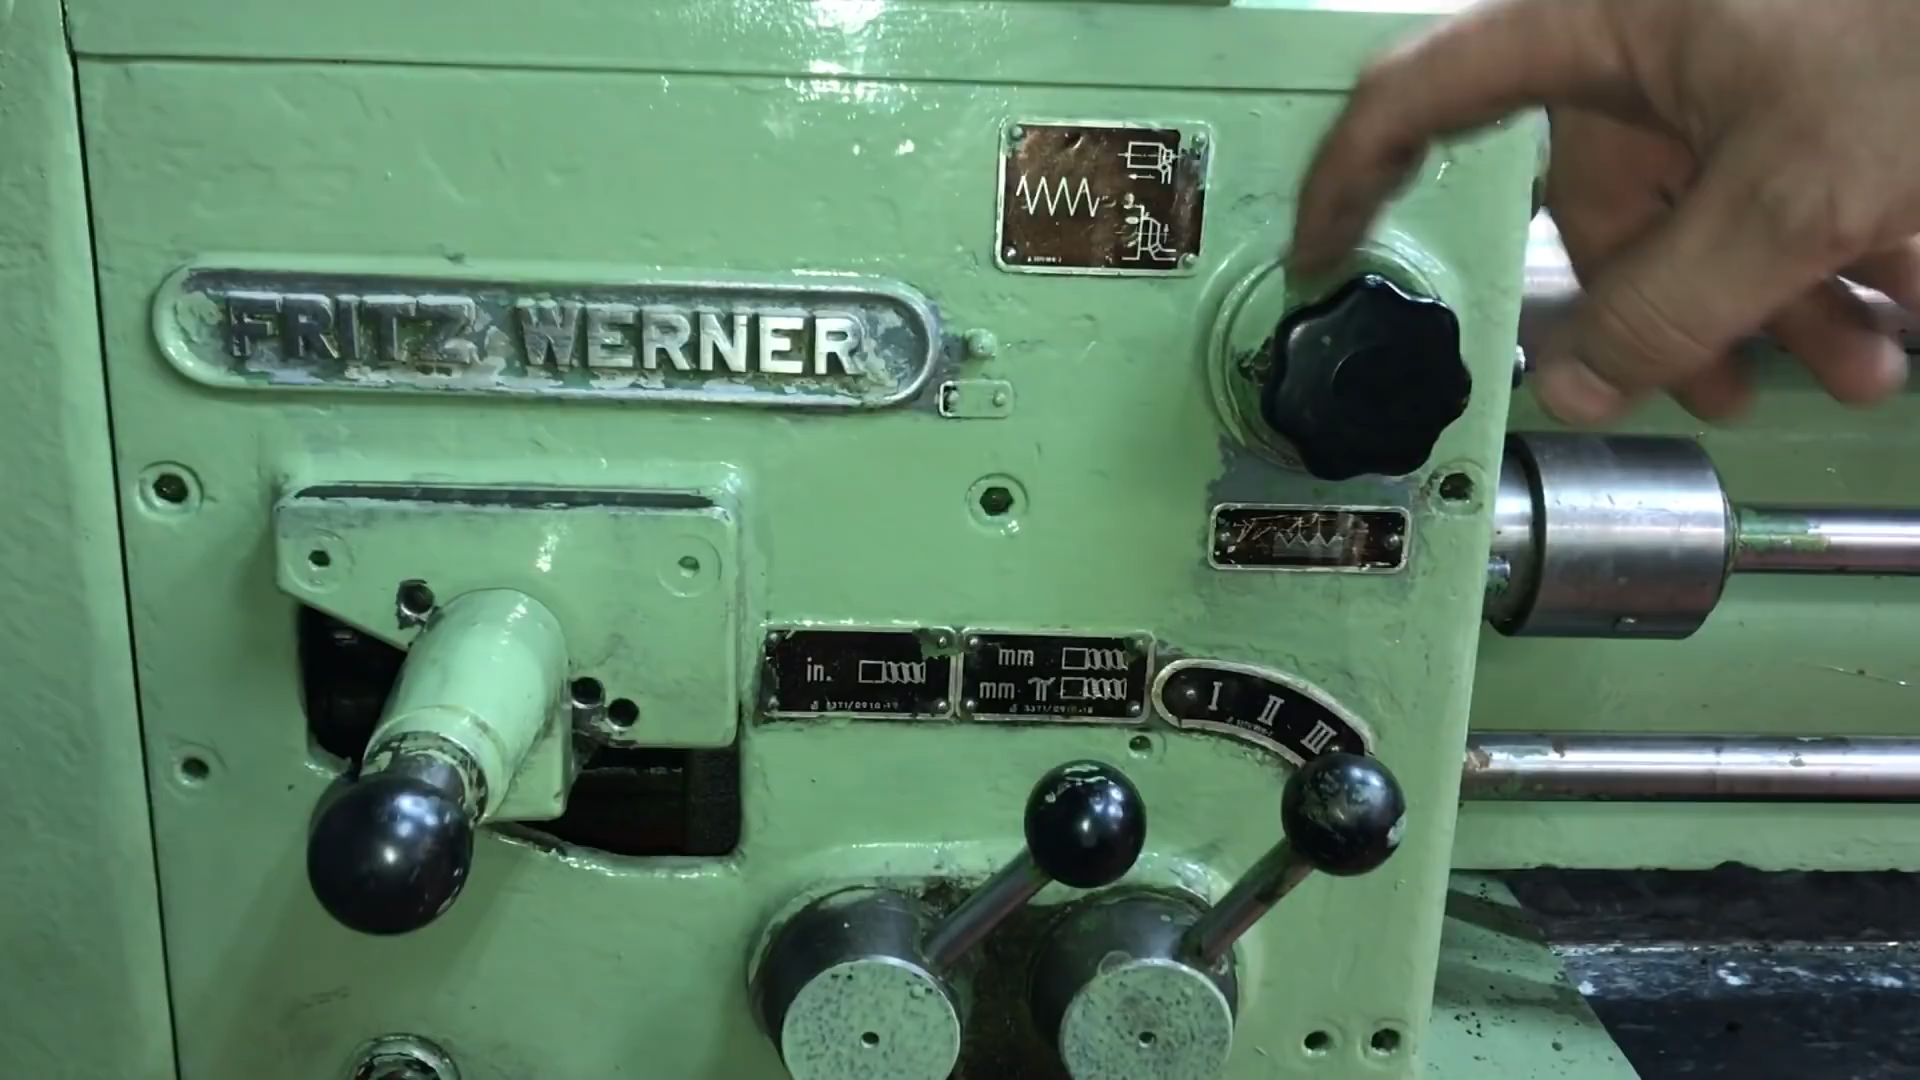 FRITZ WERNER
in.
mm
mm π
I II III